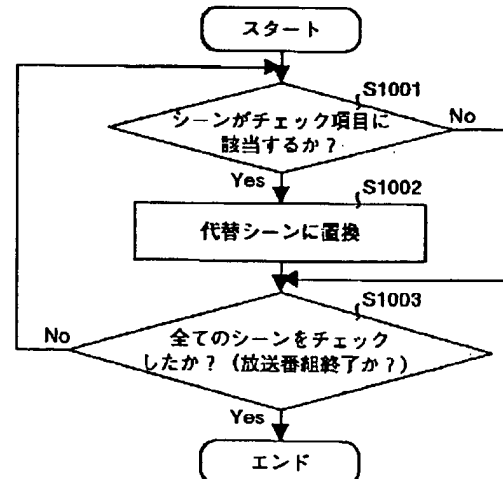 スタート
S1001
シーンがチェック項目に
該当するか？
No
Yes
S1002
代替シーンに置換
S1003
No
全てのシーンをチェック
したか？（放送番組終了か？）
Yes
エンド